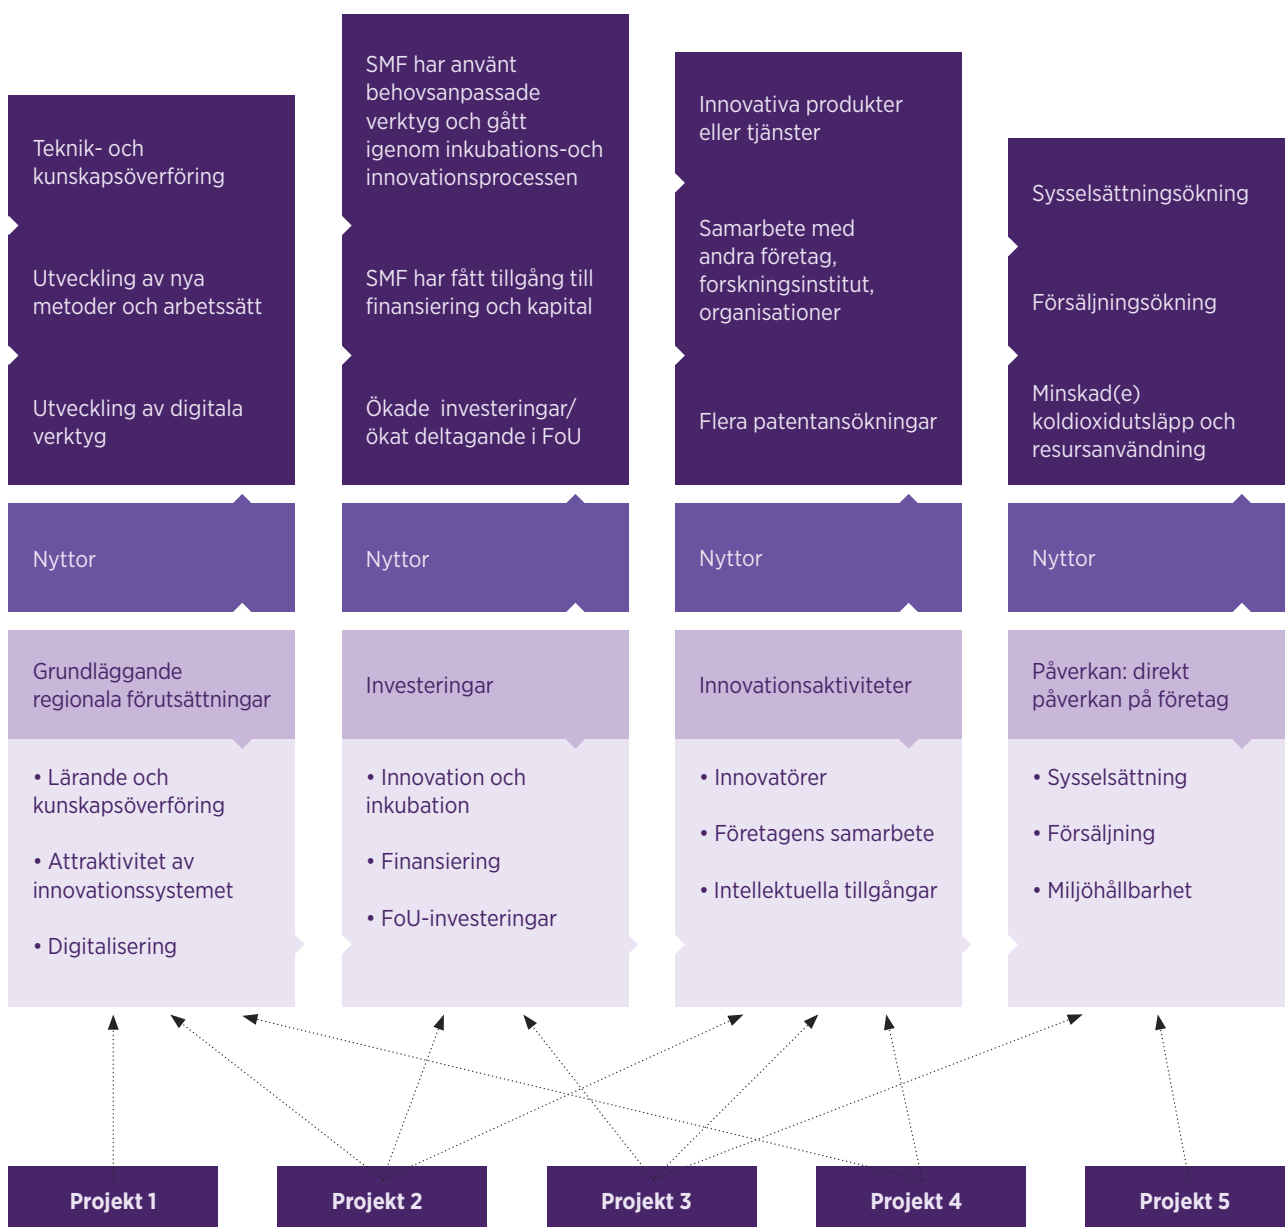 Teknik- och
kunskapsöverföring
Utveckling av nya
metoder och arbetssätt
Utveckling av digitala
verktyg
Nyttor
Grundläggande
regionala förutsättningar
• Lärande och
kunskapsöverföring
• Attraktivitet av
innovationssystemet
• Digitalisering
SMF har använt
behovsanpassade
verktyg och gått
igenom inkubations-och
innovationsprocessen
SMF har fått tillgång till
finansiering och kapital
Ökade investeringar/
ökat deltagande i FoU
Nyttor
Investeringar
• Innovation och
inkubation
• Finansiering
• FoU-investeringar
Innovativa produkter
eller tjänster
Samarbete med
andra företag,
forskningsinstitut,
organisationer
Flera patentansökningar
Nyttor
Innovationsaktiviteter
• Innovatörer
• Företagens samarbete
• Intellektuella tillgångar
Sysselsättningsökning
Försäljningsökning
Minskad(e)
koldioxidutsläpp och
resursanvändning
Nyttor
Påverkan: direkt
påverkan på företag
• Sysselsättning
• Försäljning
• Miljöhållbarhet
Projekt 1
Projekt 2
Projekt 3
Projekt 4
Projekt 5